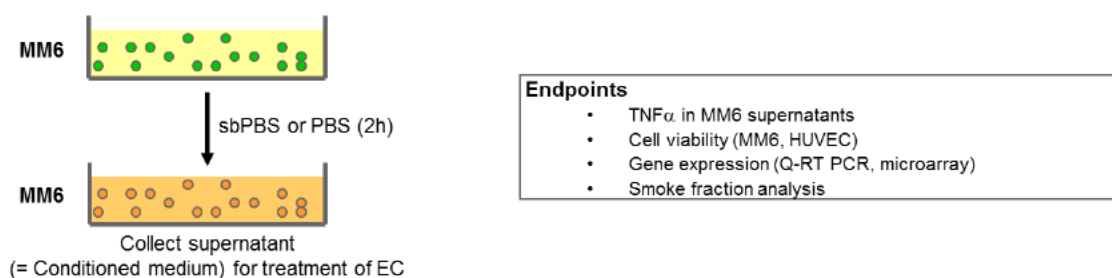 MM6
sbPBS or PBS (2h)
MM6
Collect supernatant
(= Conditioned medium) for treatment of EC
Endpoints
• TNFα in MM6 supernatants
• Cell viability (MM6, HUVEC)
• Gene expression (Q-RT PCR, microarray)
• Smoke fraction analysis